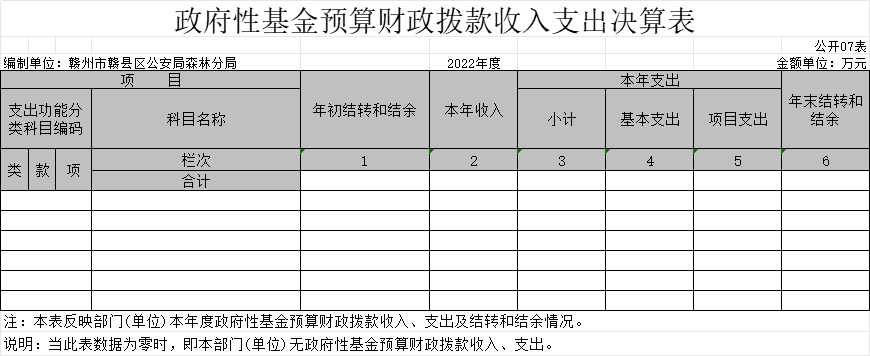 政府性基金预算财政拨款收入支出决算表
公开07表
编制单位：赣州市赣县区公安局森林分局 2022年度 金额单位：万元
项 目 年初结转和结余 本年收入 本年支出 年末结转和结余
支出功能分类科目编码 科目名称 小计 基本支出 项目支出
类 款 项 栏次 1 2 3 4 5 6
合计
注：本表反映部门(单位)本年度政府性基金预算财政拨款收入、支出及结转和结余情况。
说明：当此表数据为零时，即本部门(单位)无政府性基金预算财政拨款收入、支出。